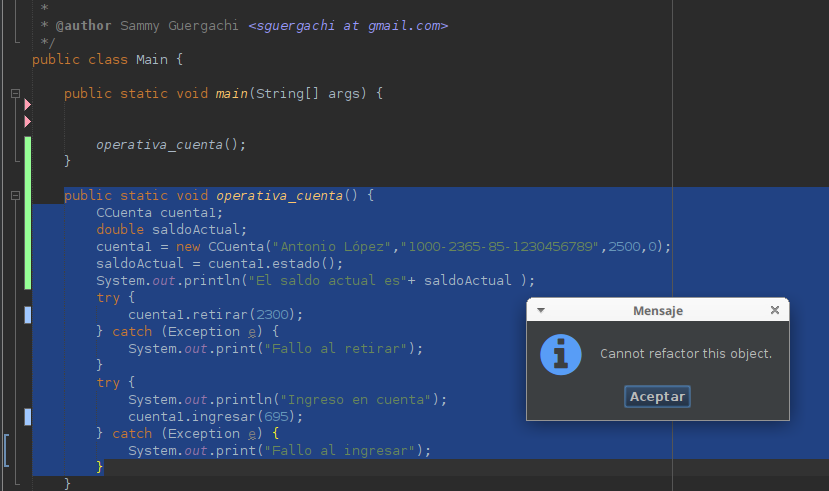 *
* @author Sammy Guergachi <sguergachi at gmail.com>
*/
public class Main {
public static void main(String[] args) {
operativa_cuenta();
}
public static void operativa_cuenta() {
CCuenta cuenta1;
double saldoActual;
cuenta1 = new CCuenta("Antonio López","1000-2365-85-1230456789",2500,0);
saldoActual = cuenta1.estado();
System.out.println("El saldo actual es"+ saldoActual );
try {
cuenta1.retirar(2300);
} catch (Exception e) {
System.out.print("Fallo al retirar");
}
try {
System.out.println("Ingreso en cuenta");
cuenta1.ingresar(695);
} catch (Exception e) {
System.out.print("Fallo al ingresar");
}
}
Mensaje
Cannot refactor this object.
Aceptar